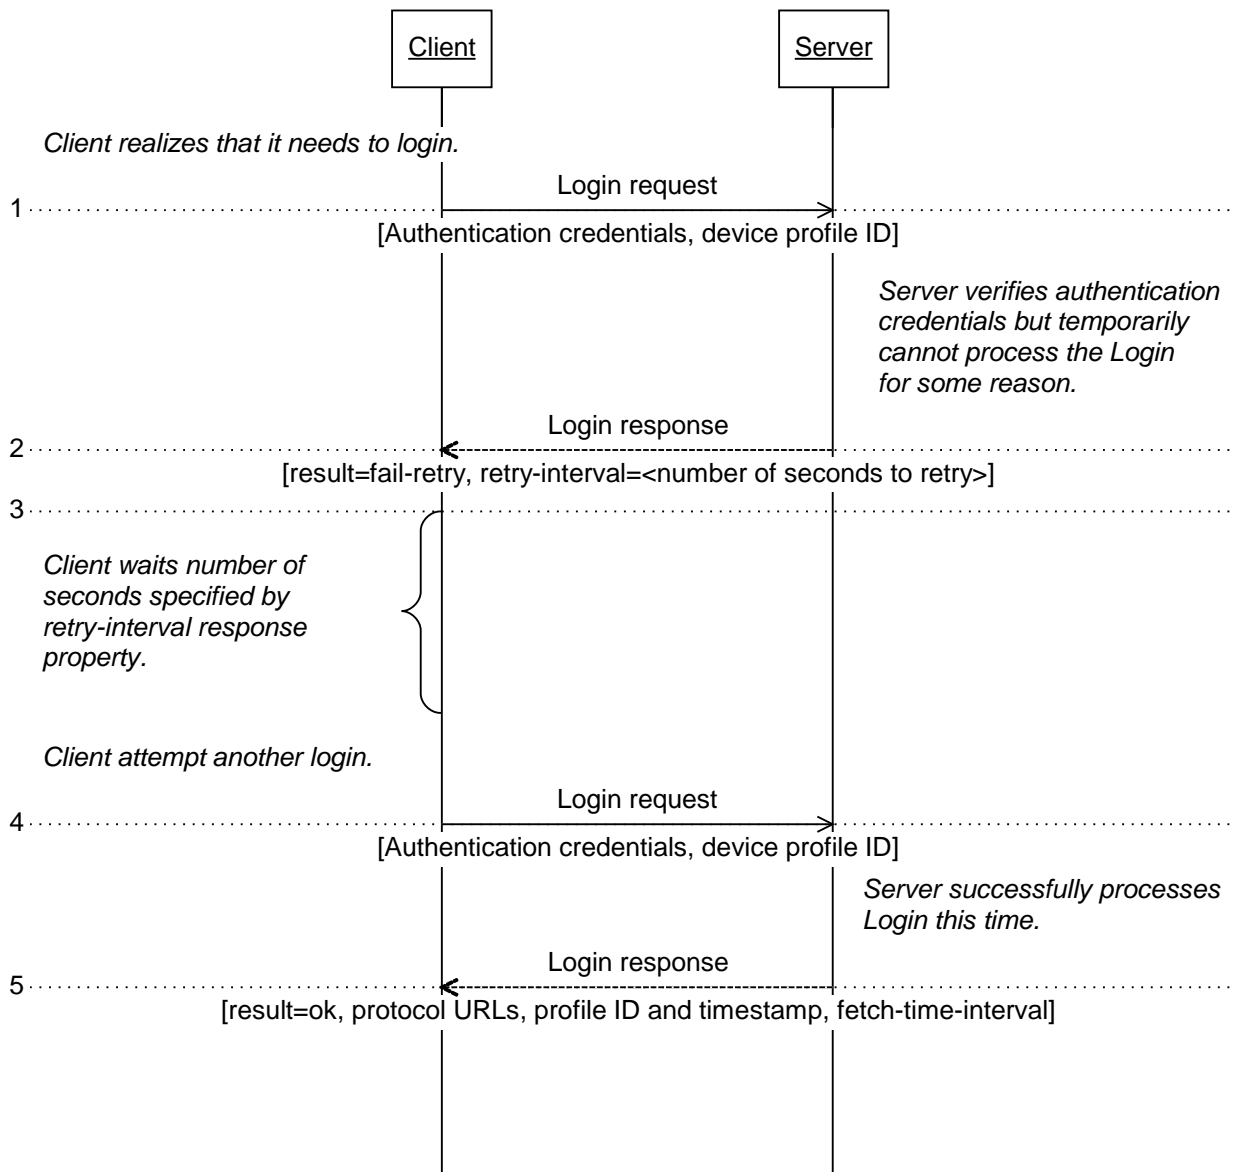 Client
Server
Client realizes that it needs to login.
Login request
1
[Authentication credentials, device profile ID]
Server verifies authentication
credentials but temporarily
cannot process the Login
for some reason.
Login response
2
[result=fail-retry, retry-interval=<number of seconds to retry>]
3
Client waits number of
seconds specified by
retry-interval response
property.
Client attempt another login.
Login request
4
[Authentication credentials, device profile ID]
Server successfully processes
Login this time.
Login response
5
[result=ok, protocol URLs, profile ID and timestamp, fetch-time-interval]